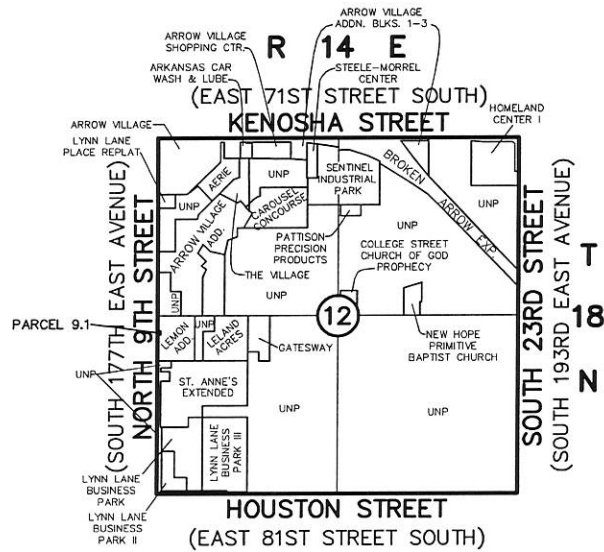 ARROW VILLAGE
ADDN. BLKS. 1-3
ARROW VILLAGE
SHOPPING CTR.
R 14 E
ARKANSAS CAR
WASH & LUBE
STEELE-MORREL
CENTER
(EAST 71ST STREET SOUTH)
HOMELAND
CENTER I
KENOSHA STREET
ARROW VILLAGE
LYNN LANE
PLACE REPLAT
AERIE
UNP
SENTINEL
INDUSTRIAL
PARK
BROKEN
ARROW EXP.
UNP
UNP
CAROUSEL
CONCOURSE
ARROW VILLAGE
ADD.
PATTISON
PRECISION
PRODUCTS
UNP
COLLEGE STREET
CHURCH OF GOD
PROPHECY
THE VILLAGE
UNP
UNP
12
PARCEL 9.1
LEMON
ADD.
UNP
LELAND
ACRES
GATESWAY
NEW HOPE
PRIMITIVE
BAPTIST CHURCH
UNP
ST. ANNE'S
EXTENDED
UNP
UNP
LYNN LANE
BUSINESS
PARK III
LYNN LANE
BUSINESS
PARK
LYNN LANE
BUSINESS
PARK II
NORTH 9TH STREET
(SOUTH 177TH EAST AVENUE)
SOUTH 23RD STREET
(SOUTH 193RD EAST AVENUE)
T
18
N
HOUSTON STREET
(EAST 81ST STREET SOUTH)